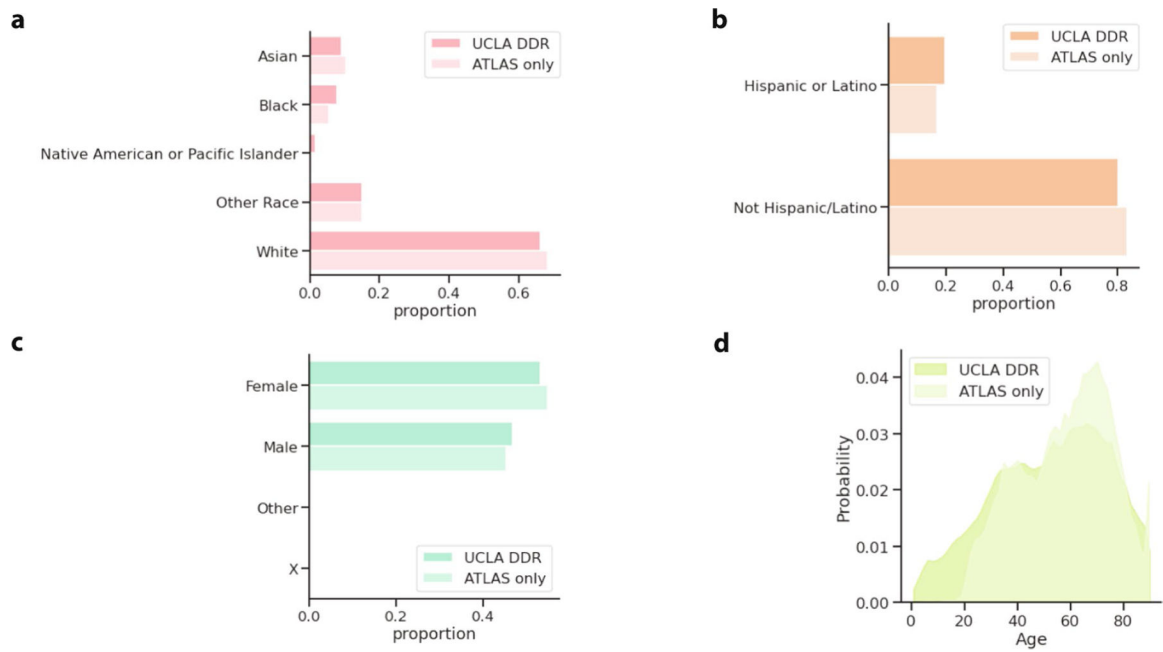 a
UCLA DDR
ATLAS only
Asian
Black
Native American or Pacific Islander
Other Race
White
0.0 0.2 0.4 0.6
proportion
b
UCLA DDR
ATLAS only
Hispanic or Latino
Not Hispanic/Latino
0.0 0.2 0.4 0.6 0.8
proportion
c
Female
Male
Other
X
UCLA DDR
ATLAS only
0.0 0.2 0.4
proportion
d
UCLA DDR
ATLAS only
0.04
0.03
0.02
0.01
0.00
Probability
0 20 40 60 80
Age